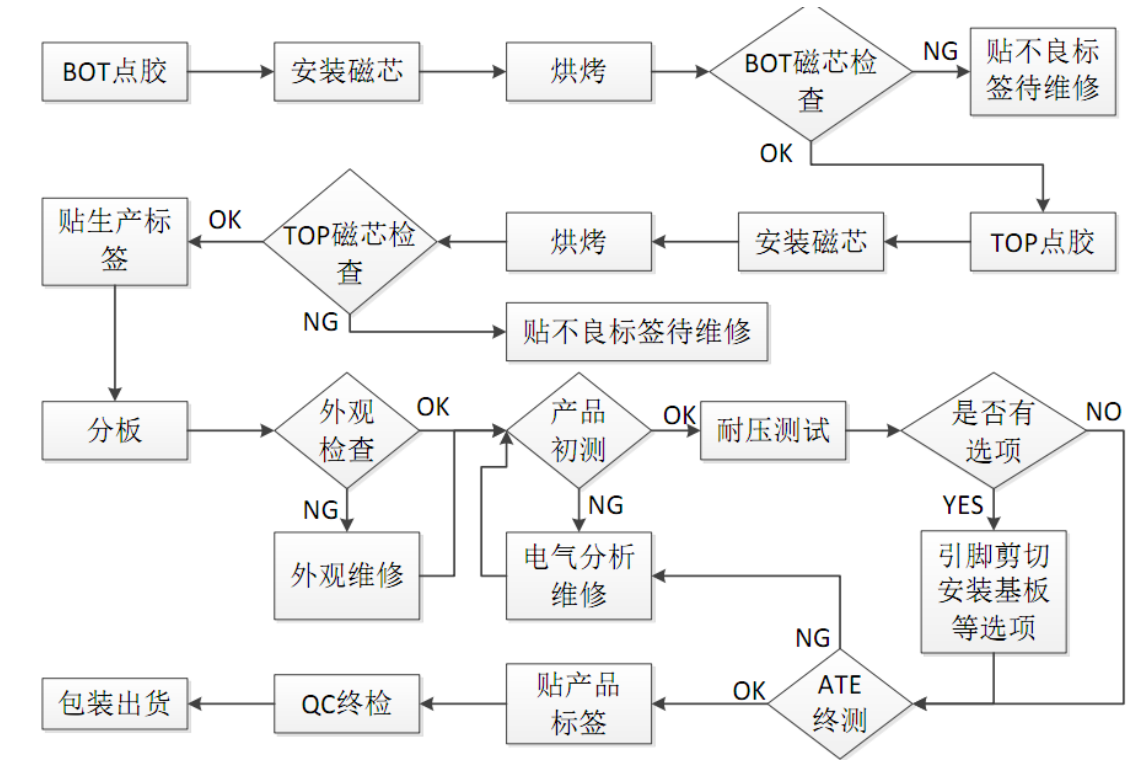 BOT点胶
安装磁芯
烘烤
BOT磁芯检
查
NG
贴不良标
签待维修
OK
TOP点胶
安装磁芯
烘烤
TOP磁芯检
查
OK
贴生产标
签
NG
贴不良标签待维修
分板
外观
检查
OK
NG
外观维修
产品
初测
OK
NG
电气分析
维修
耐压测试
是否有
选项
NO
YES
引脚剪切
安装基板
等选项
ATE
终测
NG
OK
贴产品
标签
QC终检
包装出货